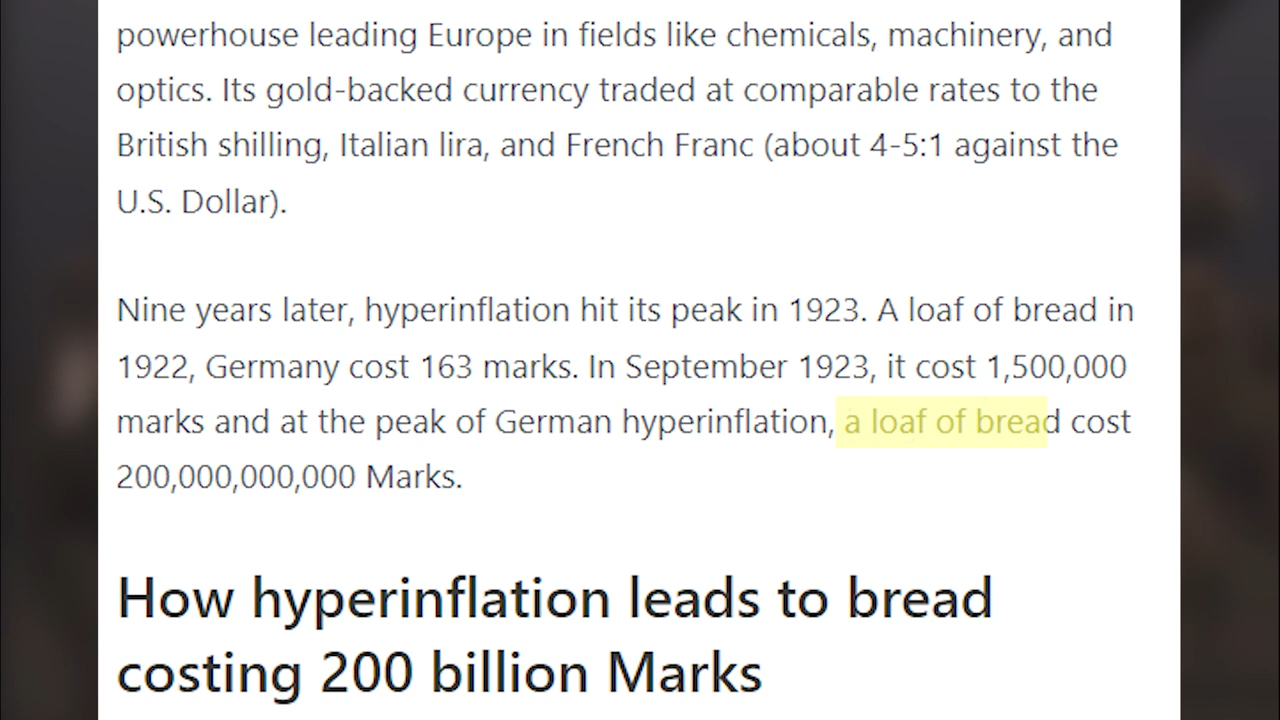 powerhouse leading Europe in fields like chemicals, machinery, and
optics. Its gold-backed currency traded at comparable rates to the
British shilling, Italian lira, and French Franc (about 4-5:1 against the
U.S. Dollar).
Nine years later, hyperinflation hit its peak in 1923. A loaf of bread in
1922, Germany cost 163 marks. In September 1923, it cost 1,500,000
marks and at the peak of German hyperinflation, a loaf of bread cost
200,000,000,000 Marks.
How hyperinflation leads to bread
costing 200 billion Marks